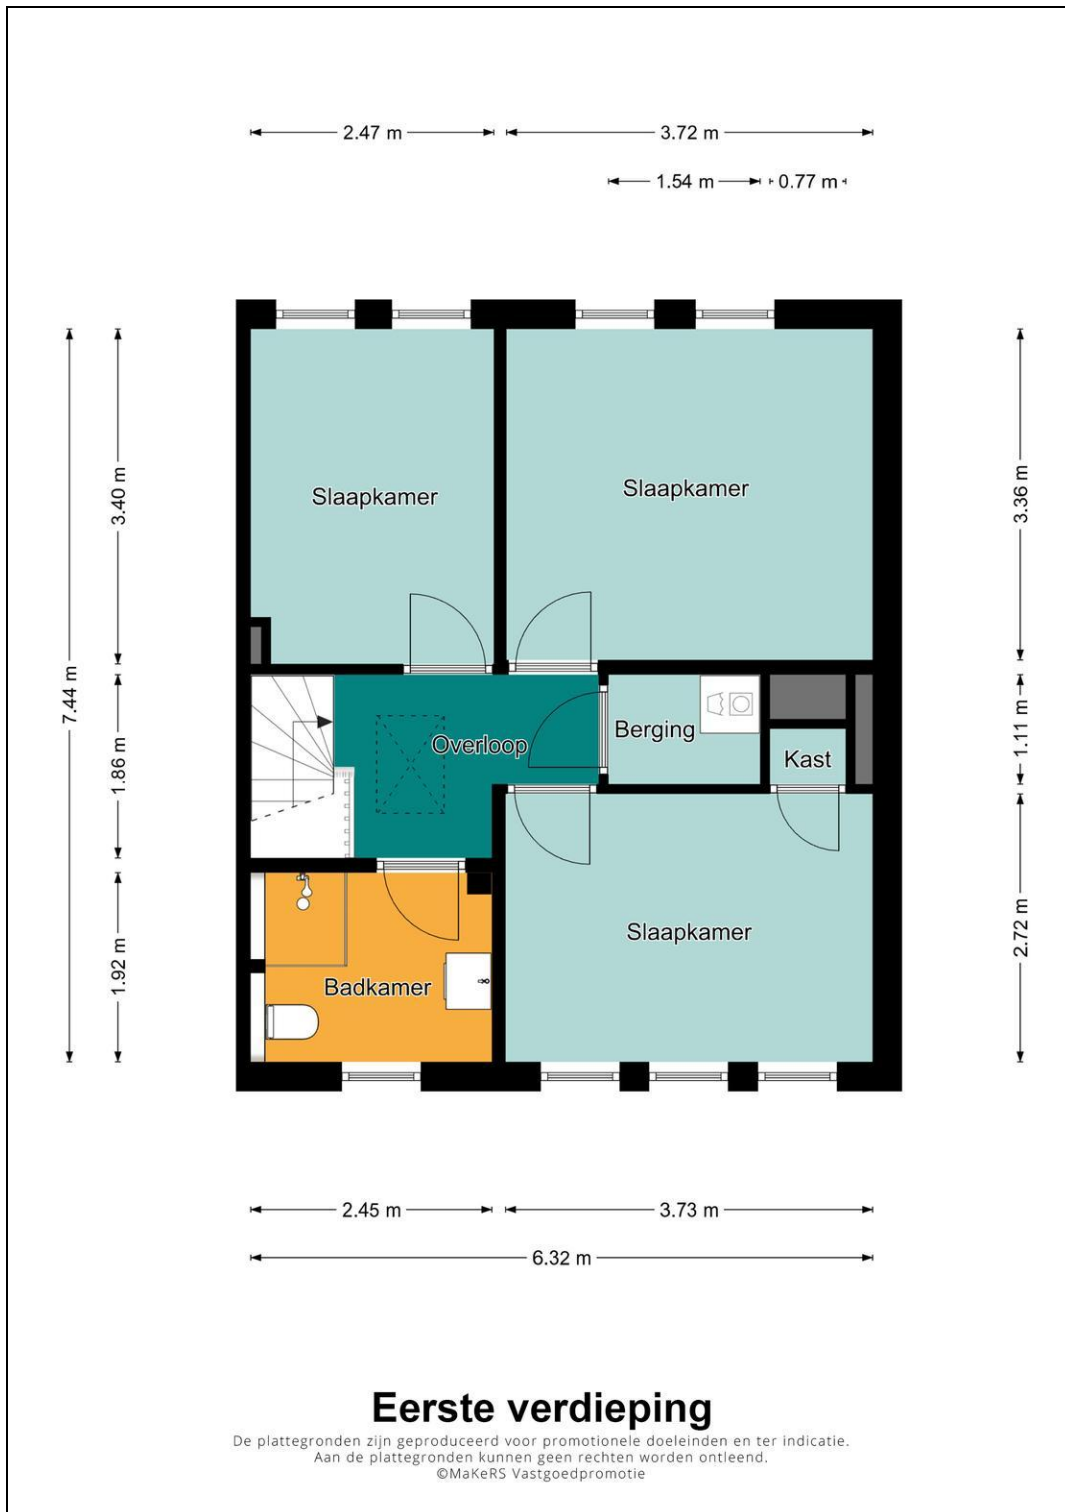 2.47 m
3.72 m
1.54 m
0.77 m
3.40 m
3.36 m
Slaapkamer
Slaapkamer
7.44 m
1.86 m
1.11 m
Berging
Overloop
Kast
Slaapkamer
2.72 m
1.92 m
Badkamer
2.45 m
3.73 m
6.32 m
Eerste verdieping
De plattegronden zijn geproduceerd voor promotionele doeleinden en ter indicatie.
Aan de plattegronden kunnen geen rechten worden ontleend.
©MaKeRS Vastgoedpromotie